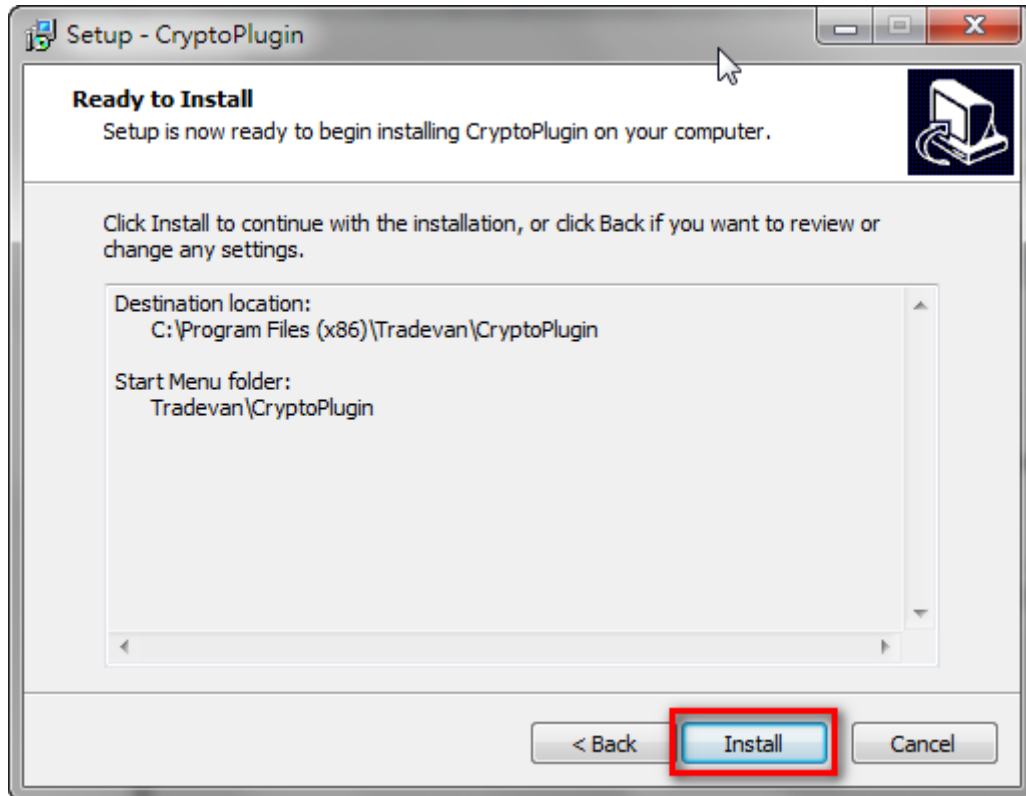 Setup - CryptoPlugin
Ready to Install
Setup is now ready to begin installing CryptoPlugin on your computer.
Click Install to continue with the installation, or click Back if you want to review or
change any settings.
Destination location:
C:\Program Files (x86)\Tradevan\CryptoPlugin
Start Menu folder:
Tradevan\CryptoPlugin
< Back
Install
Cancel